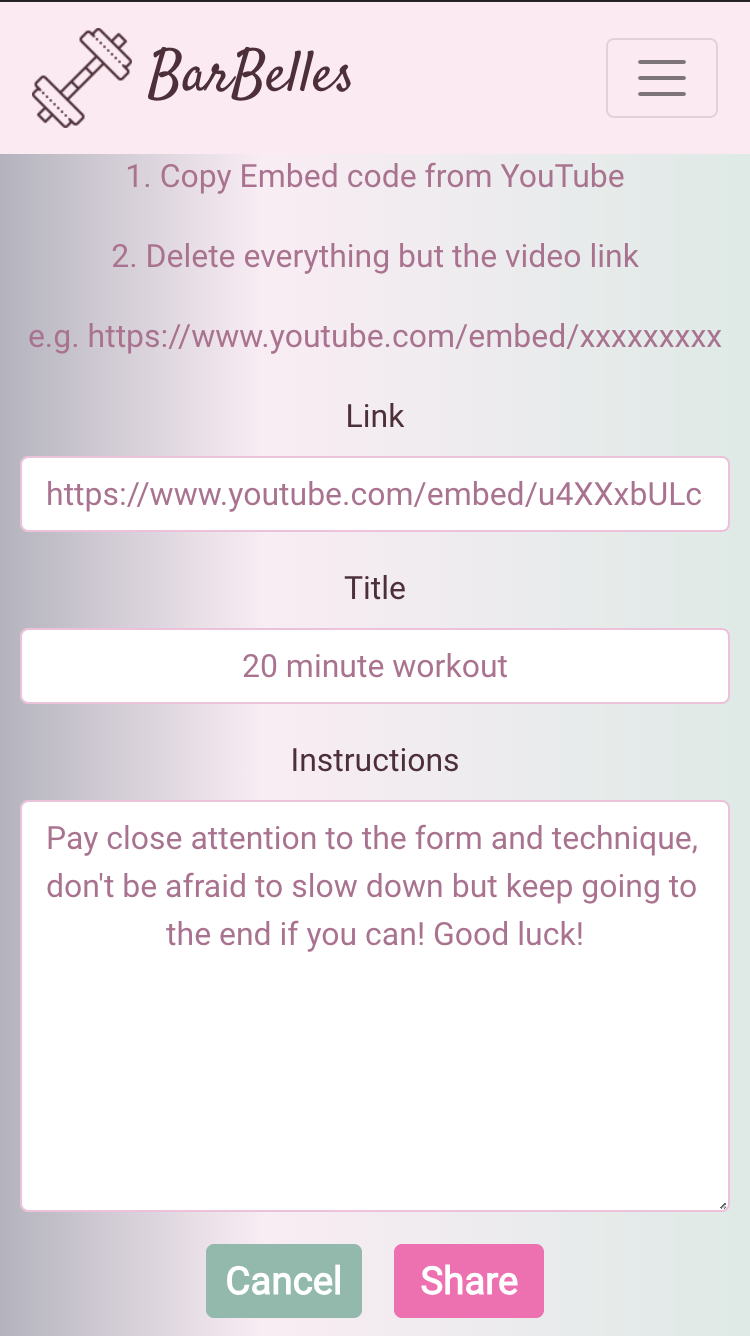 BarBelles
1. Copy Embed code from YouTube
2. Delete everything but the video link
e.g. https://www.youtube.com/embed/xxxxxxxxx
Link
https://www.youtube.com/embed/u4XXxbULc
Title
20 minute workout
Instructions
Pay close attention to the form and technique,
don't be afraid to slow down but keep going to
the end if you can! Good luck!
Cancel Share